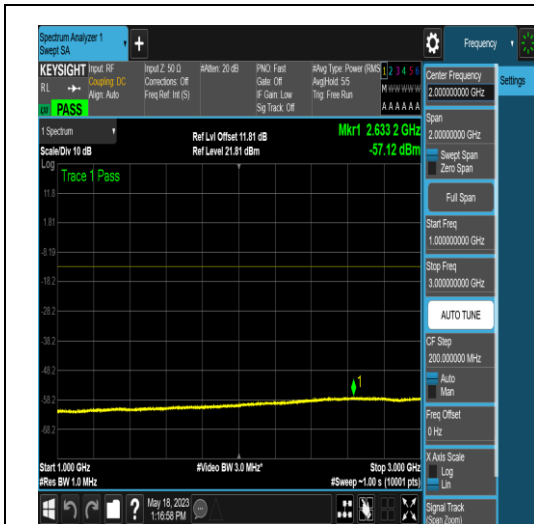 Spectrum Analyzer 1
Swept SA
+
Frequency
KEYSIGHT
RL
Input: RF
Coupling: DC
Align: Auto
Input Z: 50 Ω
Corrections: Off
Freq Ref: Int (S)
#Atten: 20 dB
PNO: Fast
Gate: Off
IF Gain: Low
Sig Track: Off
#Avg Type: Power (RMS
Avg|Hold: 5/5
Trig: Free Run
1 2 3 4 5 6
M W W W W W
A A A A A A
PASS
1 Spectrum
Scale/Div 10 dB
Ref Lvl Offset 11.81 dB
Ref Level 21.81 dBm
Mkr1 2.633 2 GHz
-57.12 dBm
Log
Trace 1 Pass
11.8
1.81
-8.19
-18.2
-28.2
-38.2
-48.2
-58.2
-68.2
1
Start 1.000 GHz
#Res BW 1.0 MHz
#Video BW 3.0 MHz*
Stop 3.000 GHz
#Sweep ~1.00 s (10001 pts)
May 18, 2023
1:16:58 PM
?
Center Frequency
2.000000000 GHz
Settings
Span
2.00000000 GHz
Swept Span
Zero Span
Full Span
Start Freq
1.000000000 GHz
Stop Freq
3.000000000 GHz
AUTO TUNE
CF Step
200.000000 MHz
Auto
Man
Freq Offset
0 Hz
X Axis Scale
Log
Lin
Signal Track
(Span Zoom)